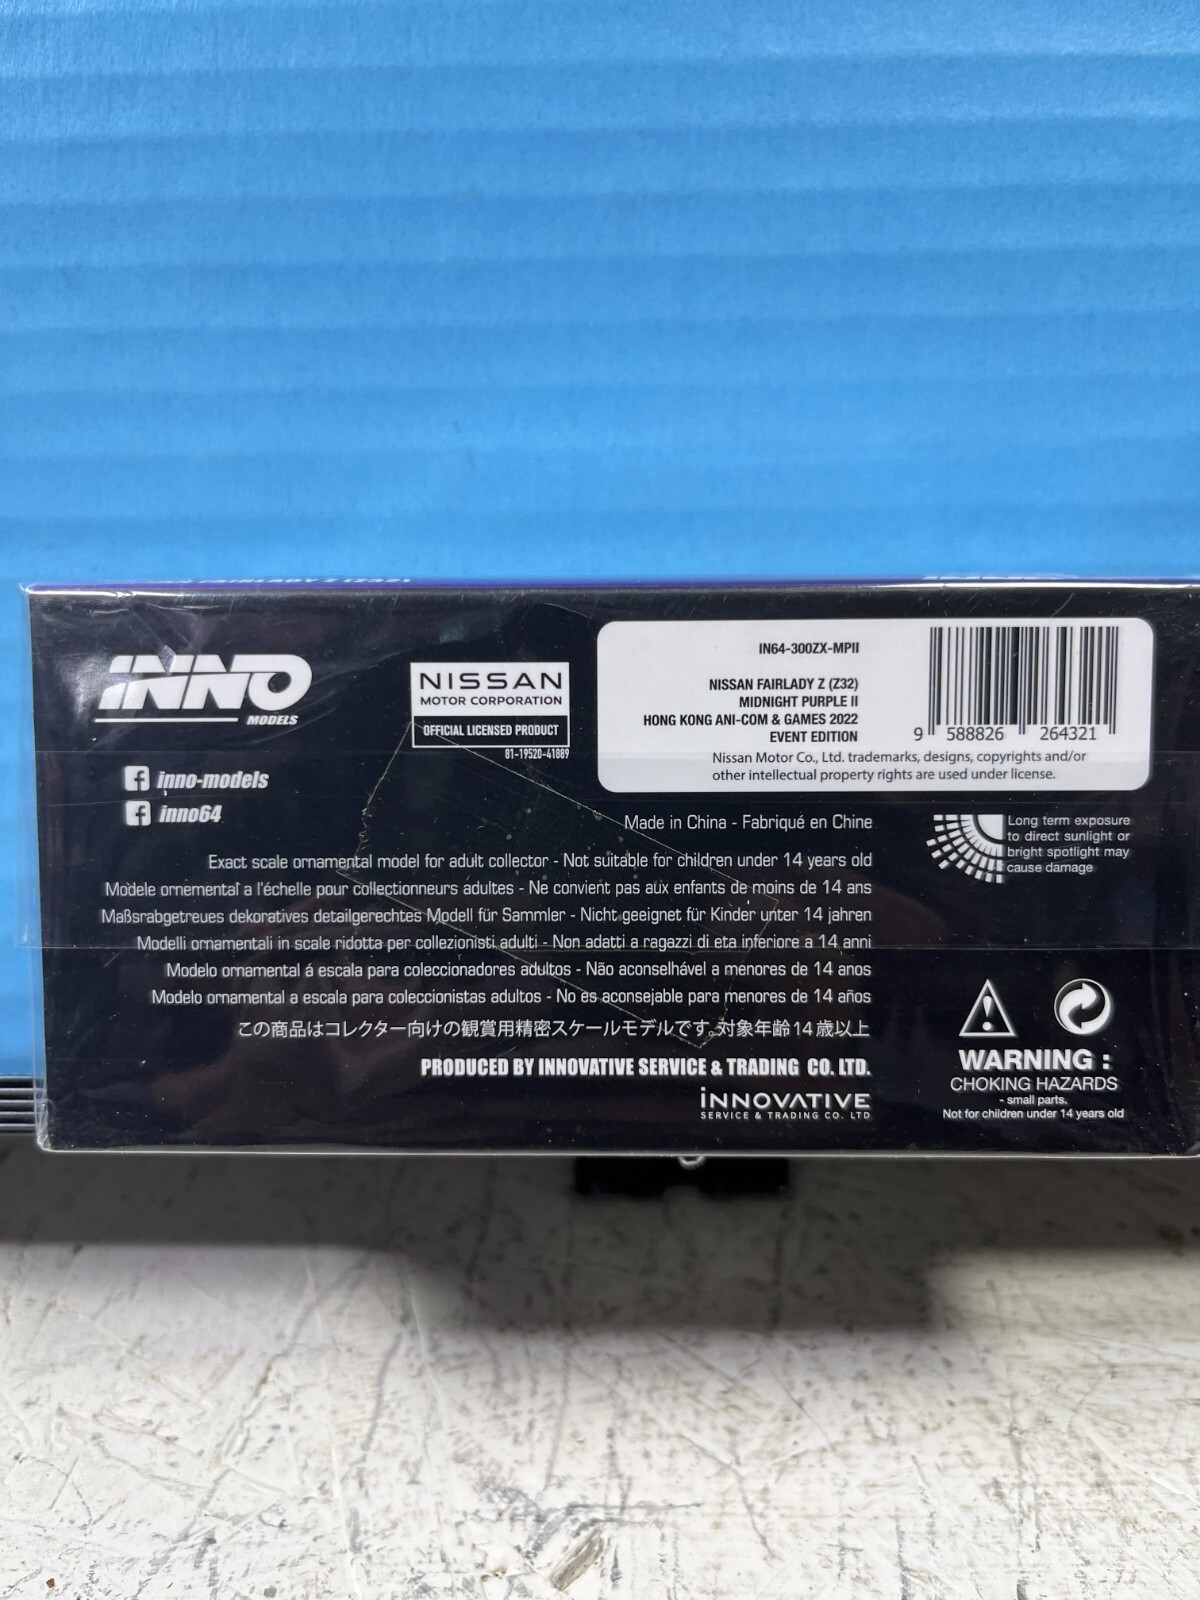 FAIRLADY Z (Z32)
INNO
MODELS
inno-models
inno64
NISSAN
MOTOR CORPORATION
OFFICIAL LICENSED PRODUCT
81-19520-41889
IN64-300ZX-MPII
NISSAN FAIRLADY Z (Z32)
MIDNIGHT PURPLE II
HONG KONG ANI-COM & GAMES 2022
EVENT EDITION
9 588826 264321
Nissan Motor Co., Ltd. trademarks, designs, copyrights and/or
other intellectual property rights are used under license.
Made in China - Fabriqué en Chine
Exact scale ornamental model for adult collector - Not suitable for children under 14 years old
Modele ornemental a l'échelle pour collectionneurs adultes - Ne convient pas aux enfants de moins de 14 ans
Maßsrabgetreues dekoratives detailgerechtes Modell für Sammler - Nicht geeignet für Kinder unter 14 jahren
Modelli ornamentali in scale ridotta per collezionisti adulti - Non adatti a ragazzi di eta inferiore a 14 anni
Modelo ornamental á escala para coleccionadores adultos - Não aconselhável a menores de 14 anos
Modelo ornamental a escala para coleccionistas adultos - No es aconsejable para menores de 14 años
この商品はコレクター向けの観賞用精密スケールモデルです。対象年齢14歳以上
PRODUCED BY INNOVATIVE SERVICE & TRADING CO. LTD.
INNOVATIVE
SERVICE & TRADING CO. LTD
Long term exposure
to direct sunlight or
bright spotlight may
cause damage
WARNING :
CHOKING HAZARDS
- small parts.
Not for children under 14 years old